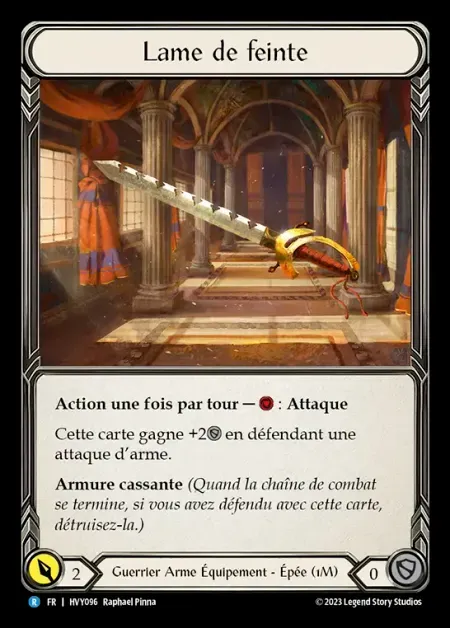 Lame de feinte
Action une fois par tour — : Attaque
Cette carte gagne +2 en défendant une
attaque d'arme.
Armure cassante (Quand la chaîne de combat
se termine, si vous avez défendu avec cette carte,
détruisez-la.)
2 Guerrier Arme Équipement - Épée (1M) 0
R FR | HVY096 Raphael Pinna © 2023 Legend Story Studios